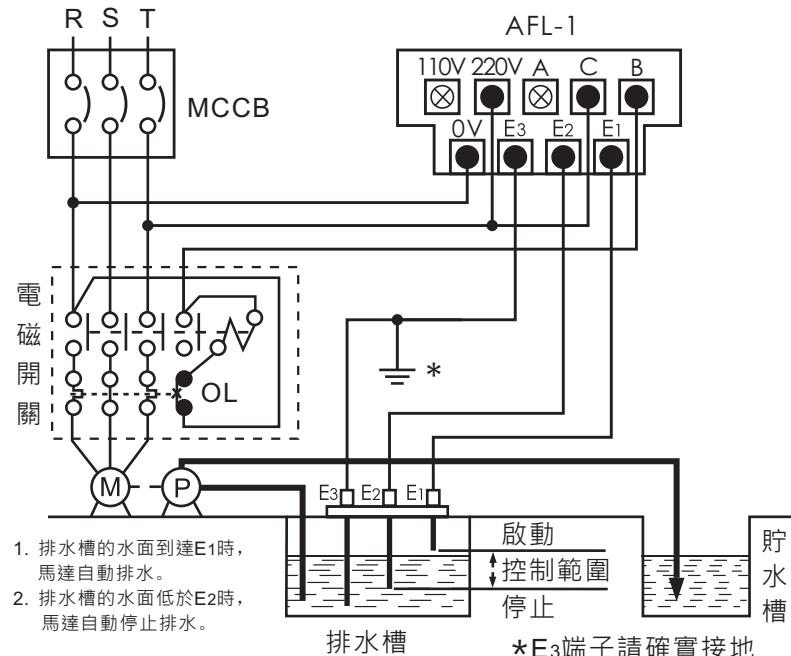 R S T
AFL-1
110V 220V A C B
MCCB
0V E3 E2 E1
電磁開關
OL
*
M P
E3 E2 E1
啟動
控制範圍
停止
貯水槽
1. 排水槽的水面到達E1時，
馬達自動排水。
2. 排水槽的水面低於E2時，
馬達自動停止排水。
排水槽
*E3端子請確實接地